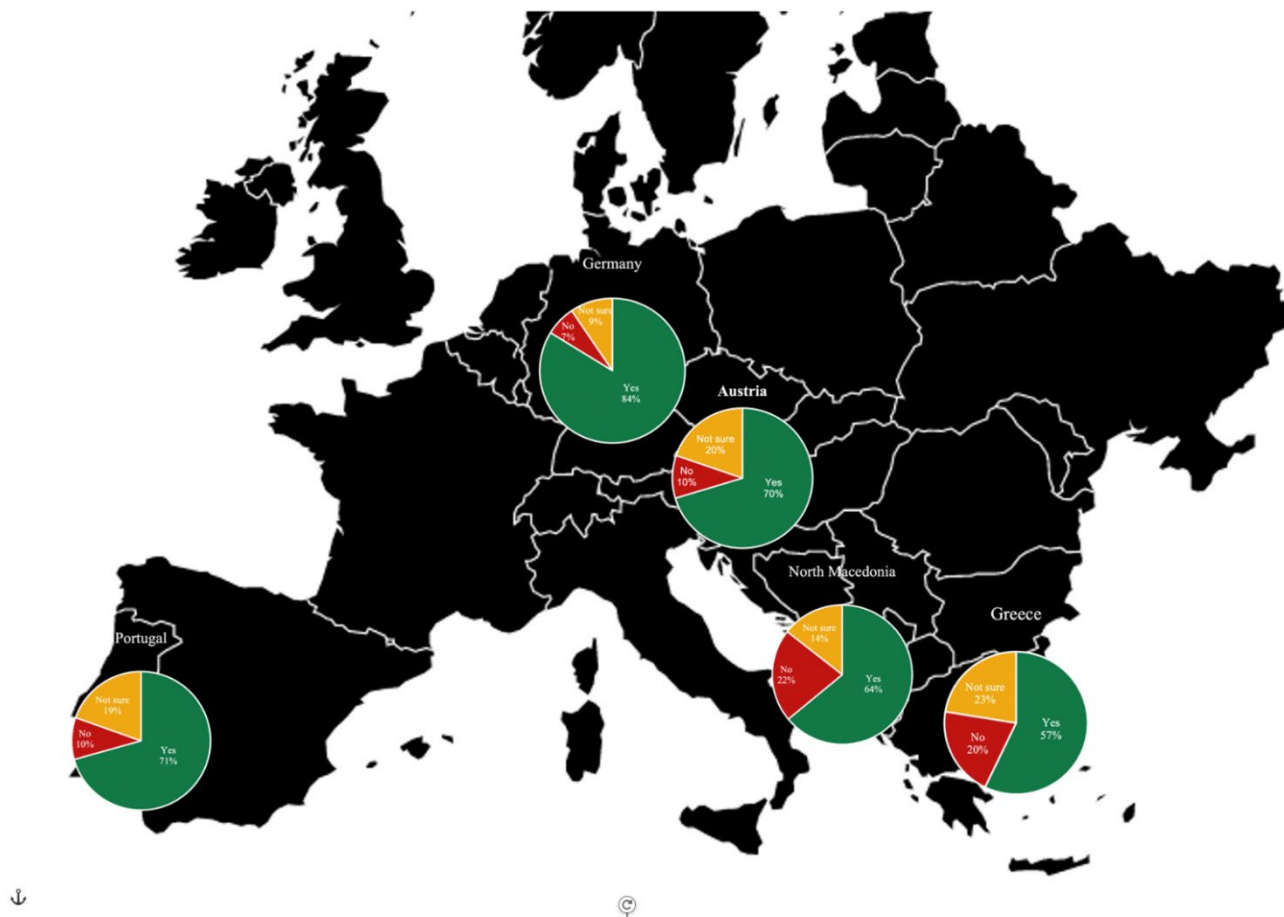 Germany
Not sure
9%
No
7%
Yes
84%
Austria
Not sure
20%
No
10%
Yes
70%
North Macedonia
Not sure
14%
No
22%
Yes
64%
Greece
Not sure
23%
No
20%
Yes
57%
Portugal
Not sure
19%
No
10%
Yes
71%